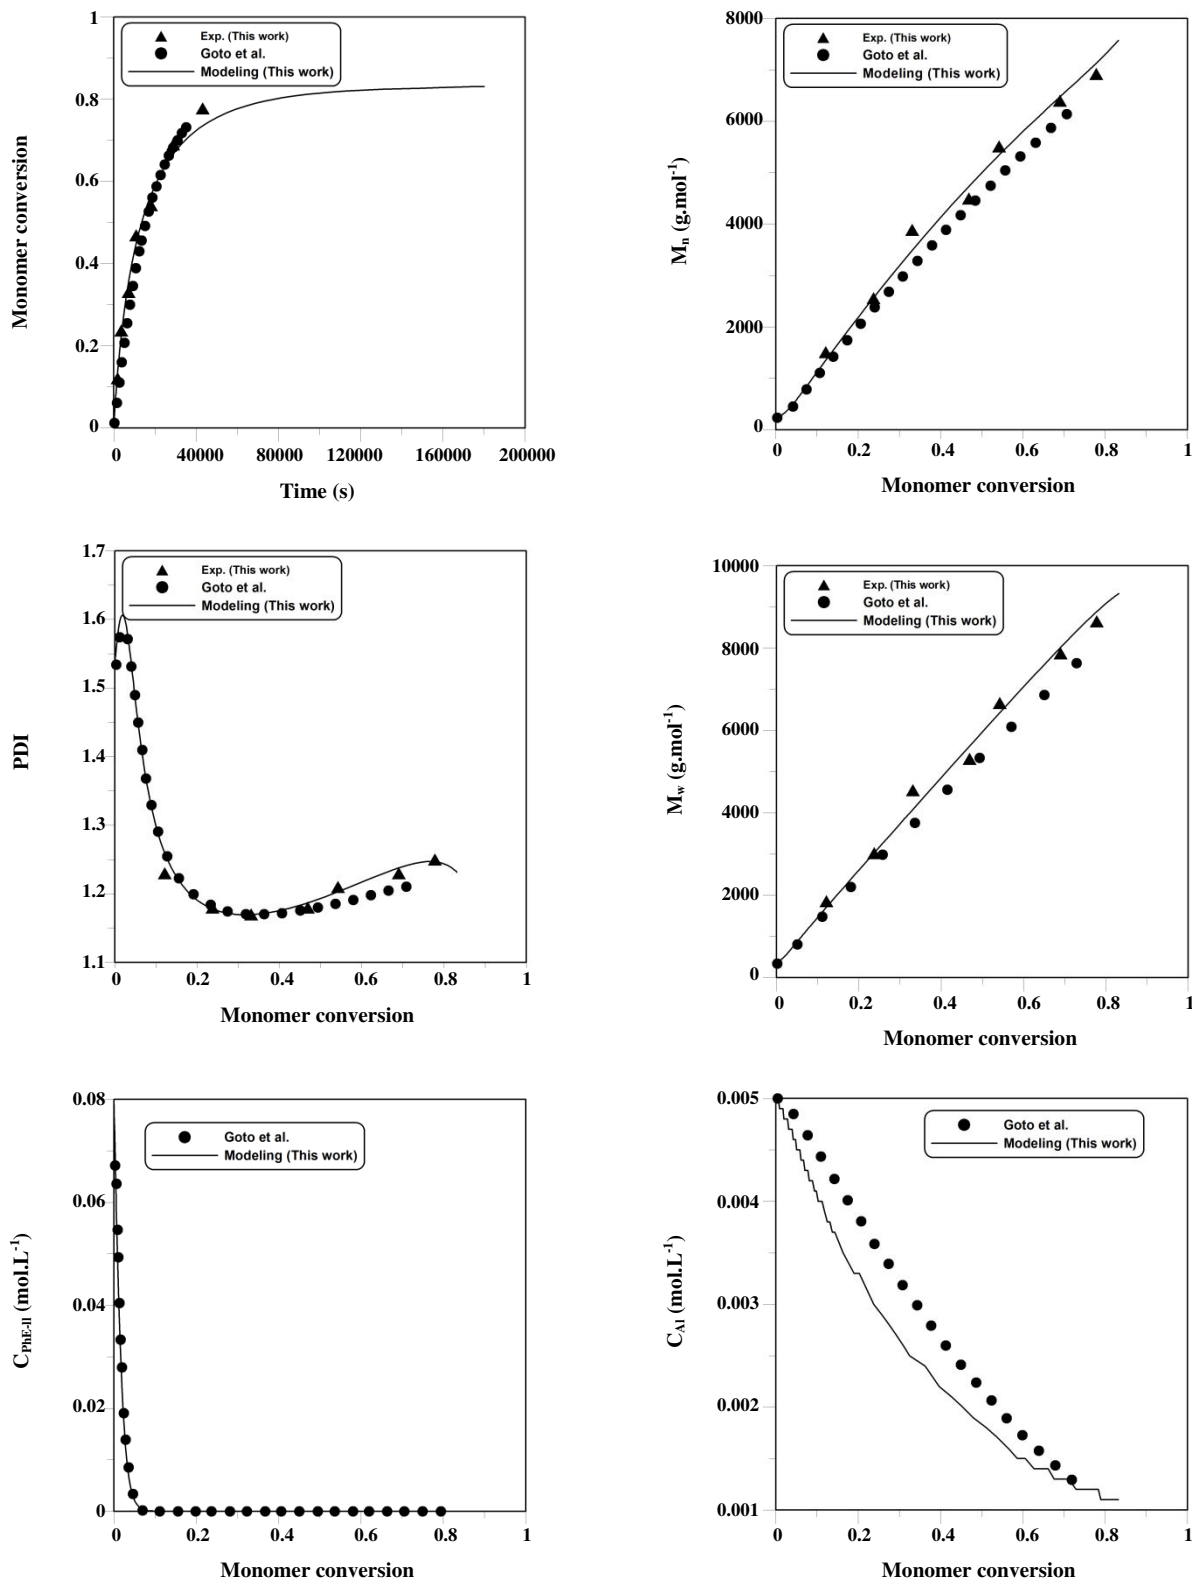 1
0.8
0.6
0.4
0.2
0
Exp. (This work)
Goto et al.
Modeling (This work)
Monomer conversion
0 40000 80000 120000 160000 200000
Time (s)
8000
6000
4000
2000
0
Exp. (This work)
Goto et al.
Modeling (This work)
Mn (g.mol-1)
0 0.2 0.4 0.6 0.8 1
Monomer conversion
1.7
1.6
1.5
1.4
1.3
1.2
1.1
Exp. (This work)
Goto et al.
Modeling (This work)
PDI
0 0.2 0.4 0.6 0.8 1
Monomer conversion
10000
8000
6000
4000
2000
0
Exp. (This work)
Goto et al.
Modeling (This work)
Mw (g.mol-1)
0 0.2 0.4 0.6 0.8 1
Monomer conversion
0.08
0.06
0.04
0.02
0
Goto et al.
Modeling (This work)
CPhE-II (mol.L-1)
0 0.2 0.4 0.6 0.8 1
Monomer conversion
0.005
0.004
0.003
0.002
0.001
Goto et al.
Modeling (This work)
CAI (mol.L-1)
0 0.2 0.4 0.6 0.8 1
Monomer conversion